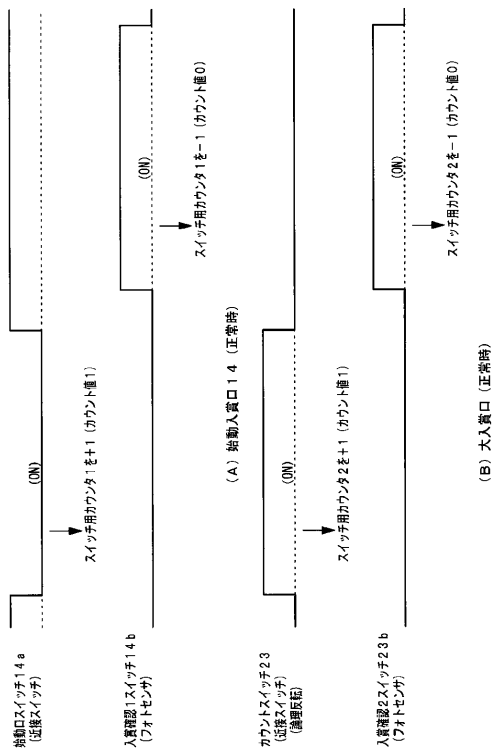 始動口スイッチ14a
(近接スイッチ)
(ON)
スイッチ用カウンタ1を+1 (カウント値1)
入賞確認1スイッチ14b
(フォトセンサ)
(ON)
スイッチ用カウンタ1を-1 (カウント値0)
(A) 始動入賞口14 (正常時)
カウントスイッチ23
(近接スイッチ)
(論理反転)
(ON)
スイッチ用カウンタ2を+1 (カウント値1)
入賞確認2スイッチ23b
(フォトセンサ)
(ON)
スイッチ用カウンタ2を-1 (カウント値0)
(B) 大入賞口 (正常時)